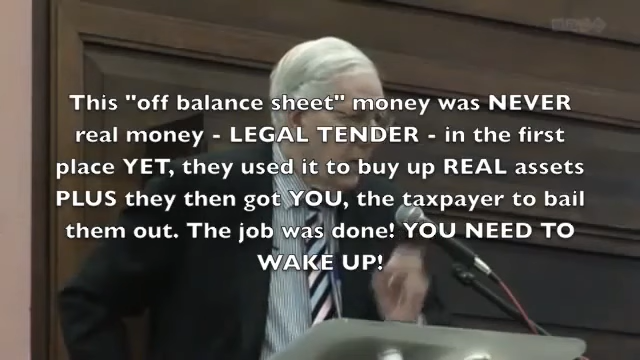 This "off balance sheet" money was NEVER
real money - LEGAL TENDER - in the first
place YET, they used it to buy up REAL assets
PLUS they then got YOU, the taxpayer to bail
them out. The job was done! YOU NEED TO
WAKE UP!